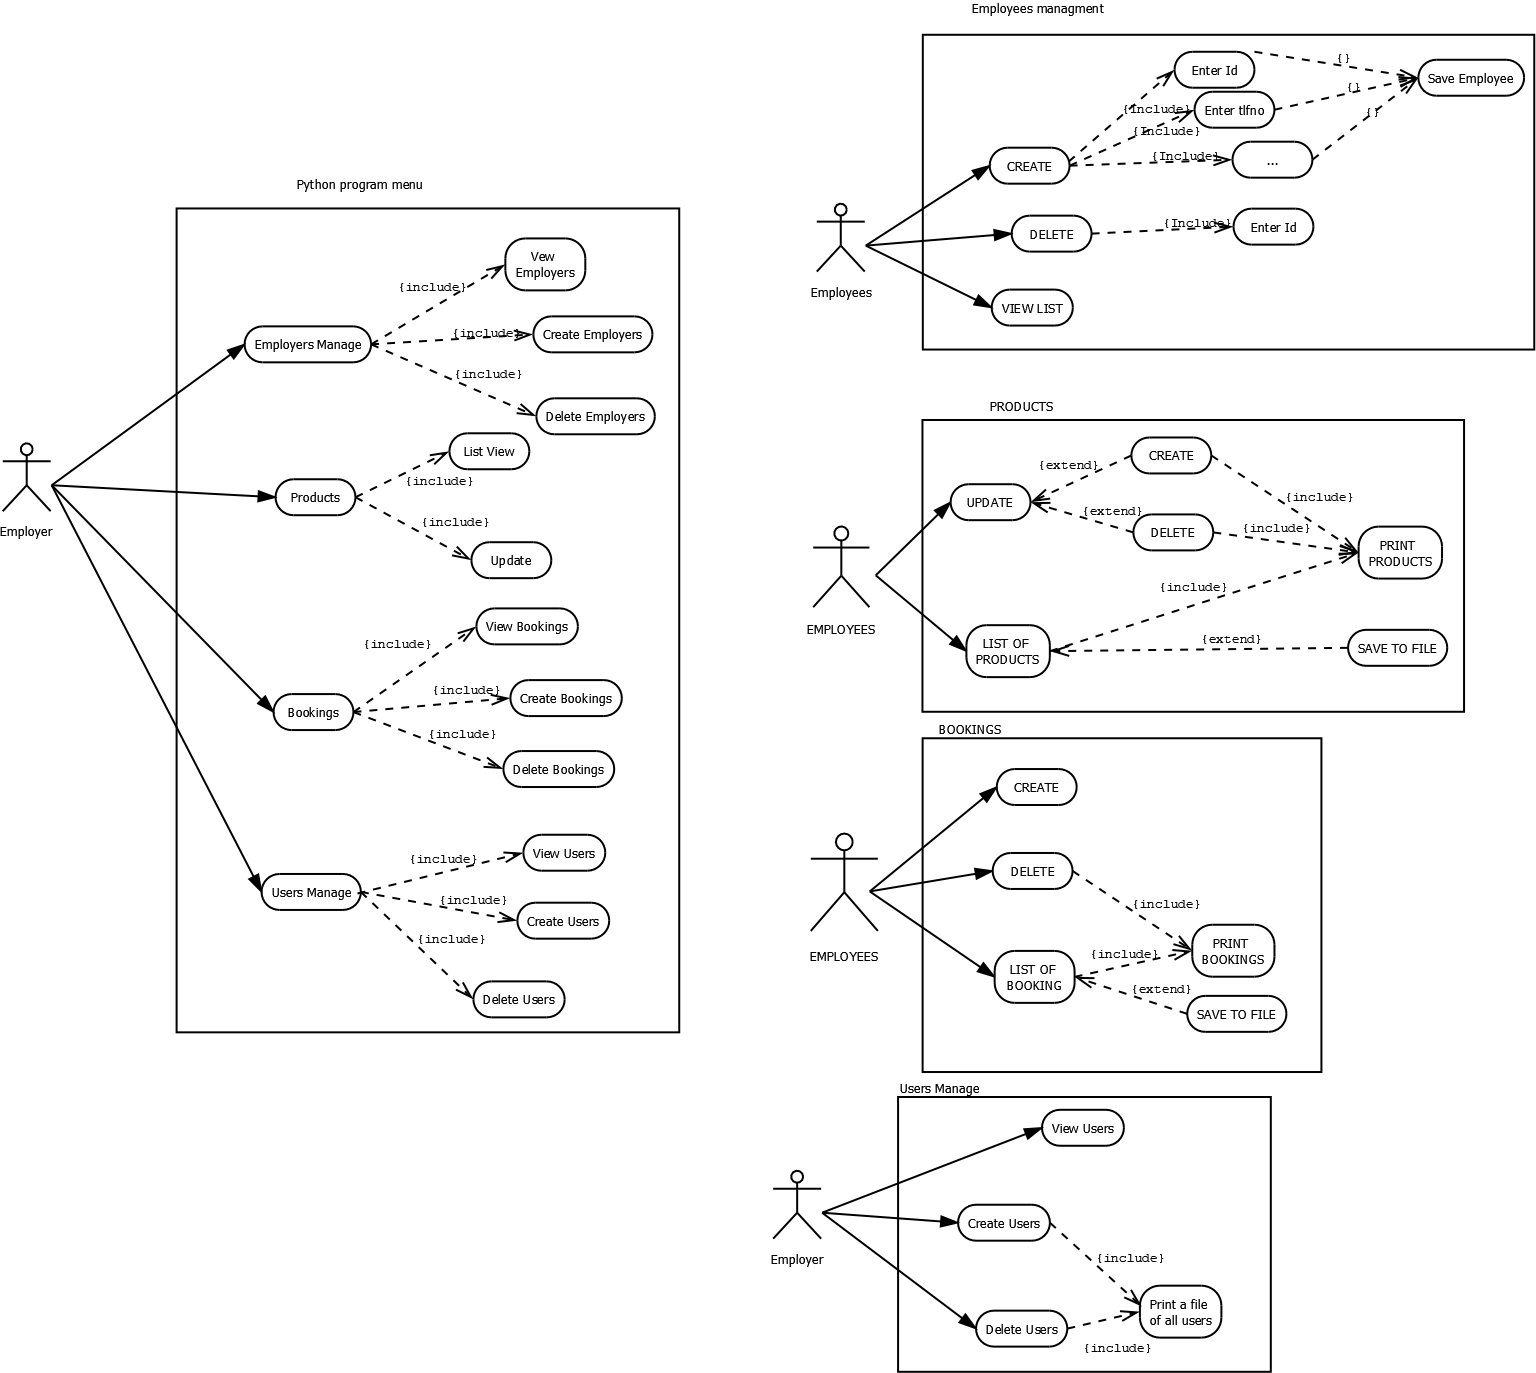 Python program menu
Employer
Employers Manage
{include}
Vew
Employers
{include}
Create Employers
{include}
Delete Employers
Products
{include}
List View
{include}
Update
Bookings
{include}
View Bookings
{include}
Create Bookings
{include}
Delete Bookings
Users Manage
{include}
View Users
{include}
Create Users
{include}
Delete Users
Employees managment
Employees
CREATE
{Include}
Enter Id
{Include}
Enter tlfno
{Include}
...
{}
{}
{}
Save Employee
DELETE
{Include}
Enter Id
VIEW LIST
PRODUCTS
EMPLOYEES
UPDATE
{extend}
CREATE
{extend}
DELETE
{include}
{include}
PRINT
PRODUCTS
{include}
LIST OF
PRODUCTS
{extend}
SAVE TO FILE
BOOKINGS
EMPLOYEES
CREATE
DELETE
{include}
LIST OF
BOOKING
{include}
PRINT
BOOKINGS
{extend}
SAVE TO FILE
Users Manage
Employer
View Users
Create Users
{include}
Delete Users
{include}
Print a file
of all users